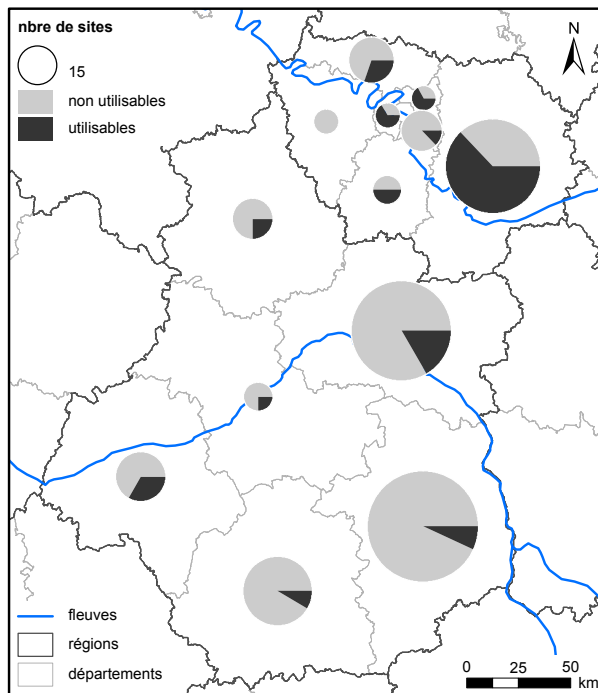 nbre de sites
15
non utilisables
utilisables
N
fleuves
régions
départements
0 25 50
km